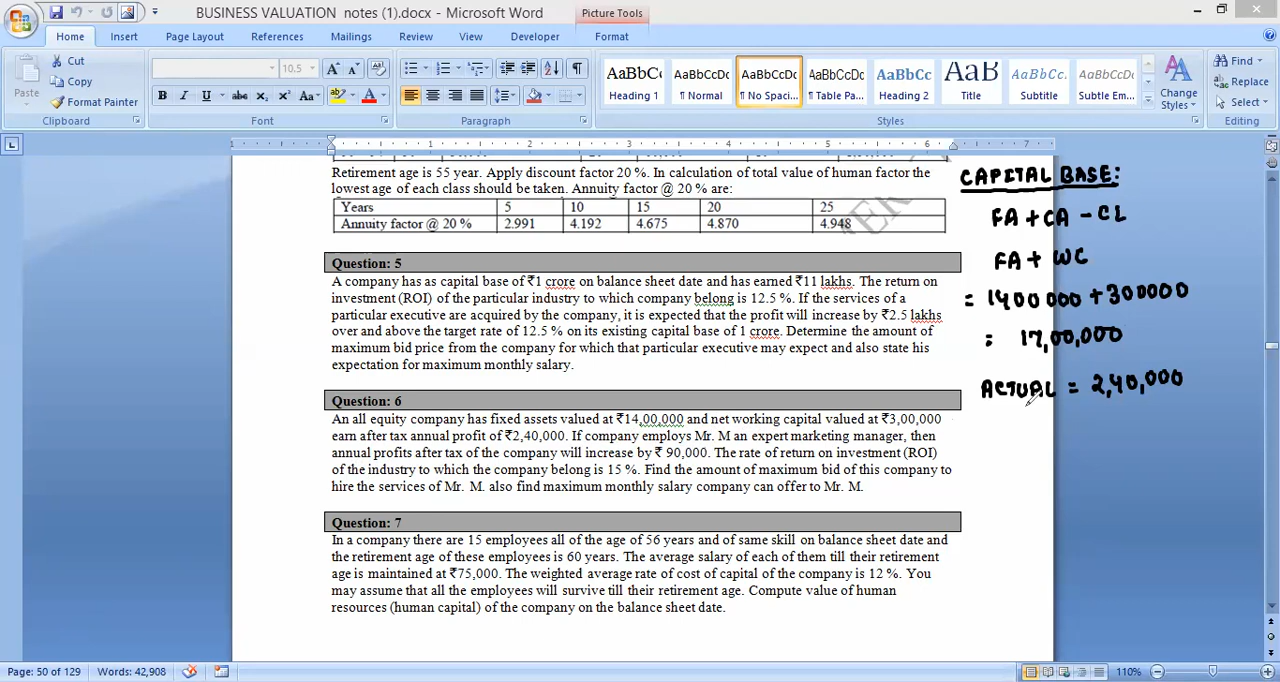 BUSINESS VALUATION notes (1).docx - Microsoft Word
Picture Tools
Home Insert Page Layout References Mailings Review View Developer Format
Cut
Copy
Format Painter
Paste
Clipboard
10.5
Font
Paragraph
AaBbCc AaBbCcDc AaBbCcDc AaBbCcDc AaBbCc AaB AaBbCc. AaBbCcDc
Heading 1 ¶ Normal ¶ No Spaci... ¶ Table Pa... Heading 2 Title Subtitle Subtle Em...
Change Styles
Styles
Find
Replace
Select
Editing
1 1 2 3 4 5 6 7
Retirement age is 55 year. Apply discount factor 20 %. In calculation of total value of human factor the
lowest age of each class should be taken. Annuity factor @ 20 % are:
Years 5 10 15 20 25
Annuity factor @ 20 % 2.991 4.192 4.675 4.870 4.948
Question: 5
A company has as capital base of ₹1 crore on balance sheet date and has earned ₹11 lakhs. The return on
investment (ROI) of the particular industry to which company belong is 12.5 %. If the services of a
particular executive are acquired by the company, it is expected that the profit will increase by ₹2.5 lakhs
over and above the target rate of 12.5 % on its existing capital base of 1 crore. Determine the amount of
maximum bid price from the company for which that particular executive may expect and also state his
expectation for maximum monthly salary.
Question: 6
An all equity company has fixed assets valued at ₹14,00,000 and net working capital valued at ₹3,00,000
earn after tax annual profit of ₹2,40,000. If company employs Mr. M an expert marketing manager, then
annual profits after tax of the company will increase by ₹ 90,000. The rate of return on investment (ROI)
of the industry to which the company belong is 15 %. Find the amount of maximum bid of this company to
hire the services of Mr. M. also find maximum monthly salary company can offer to Mr. M.
Question: 7
In a company there are 15 employees all of the age of 56 years and of same skill on balance sheet date and
the retirement age of these employees is 60 years. The average salary of each of them till their retirement
age is maintained at ₹75,000. The weighted average rate of cost of capital of the company is 12 %. You
may assume that all the employees will survive till their retirement age. Compute value of human
resources (human capital) of the company on the balance sheet date.
CAPITAL BASE:
FA + CA - CL
FA + WC
= 1400000 + 300000
= 17,00,000
ACTUAL = 2,40,000
Page: 50 of 129 Words: 42,908 110%